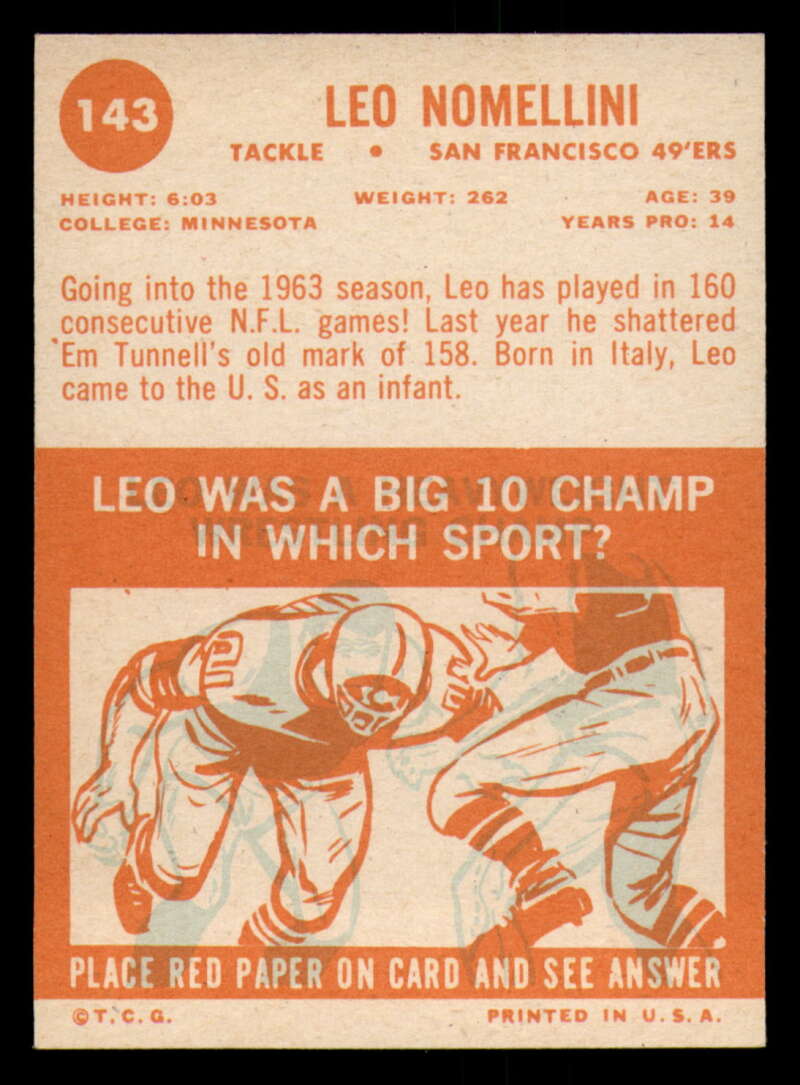 143
LEO NOMELLINI
TACKLE • SAN FRANCISCO 49'ERS
HEIGHT: 6:03 WEIGHT: 262 AGE: 39
COLLEGE: MINNESOTA YEARS PRO: 14
Going into the 1963 season, Leo has played in 160
consecutive N.F.L. games! Last year he shattered
'Em Tunnell's old mark of 158. Born in Italy, Leo
came to the U. S. as an infant.
LEO WAS A BIG 10 CHAMP
IN WHICH SPORT?
PLACE RED PAPER ON CARD AND SEE ANSWER
©T.C.G. PRINTED IN U.S.A.